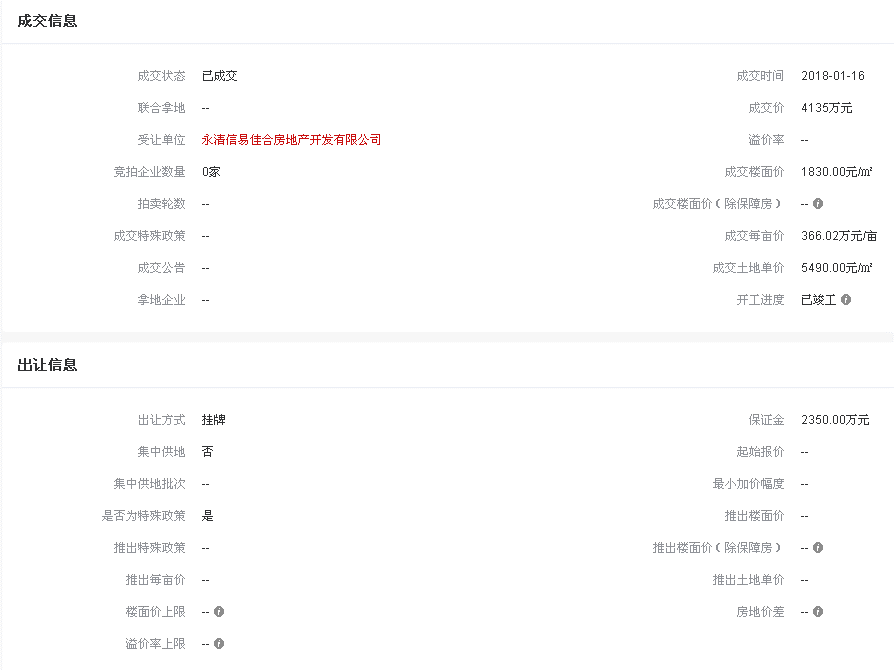 成交信息
成交状态 已成交 成交时间 2018-01-16
联合拿地 -- 成交价 4135万元
受让单位 永清信易佳合房地产开发有限公司 溢价率 --
竞拍企业数量 0家 成交楼面价 1830.00元/㎡
拍卖轮数 -- 成交楼面价（除保障房） --
成交特殊政策 -- 成交每亩价 366.02万元/亩
成交公告 -- 成交土地单价 5490.00元/㎡
拿地企业 -- 开工进度 已竣工
出让信息
出让方式 挂牌 保证金 2350.00万元
集中供地 否 起始报价 --
集中供地批次 -- 最小加价幅度 --
是否为特殊政策 是 推出楼面价 --
推出特殊政策 -- 推出楼面价（除保障房） --
推出每亩价 -- 推出土地单价 --
楼面价上限 -- 房地价差 --
溢价率上限 --